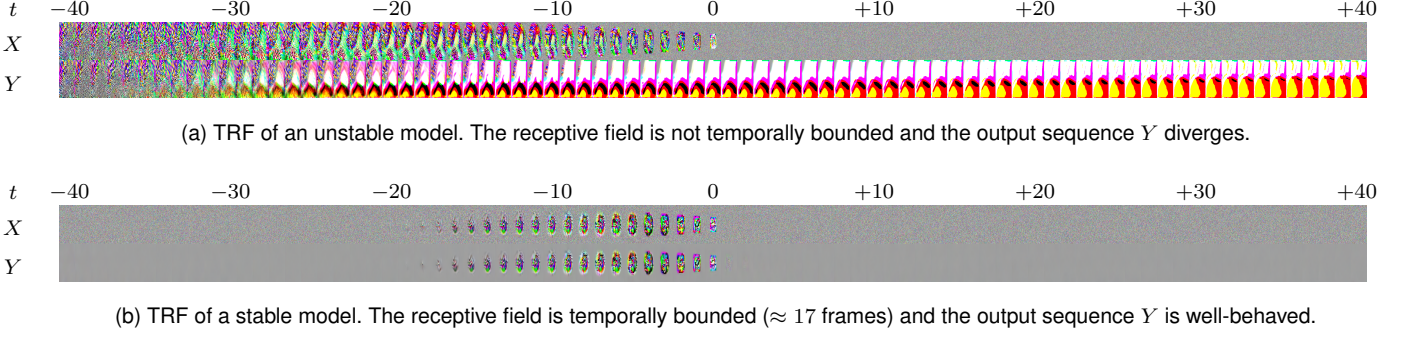 t −40 −30 −20 −10 0 +10 +20 +30 +40
X
Y
(a) TRF of an unstable model. The receptive field is not temporally bounded and the output sequence Y diverges.
t −40 −30 −20 −10 0 +10 +20 +30 +40
X
Y
(b) TRF of a stable model. The receptive field is temporally bounded (≈ 17 frames) and the output sequence Y is well-behaved.